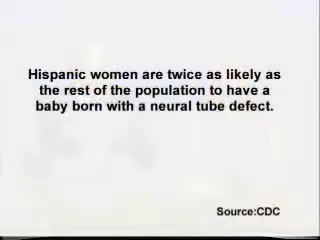 Hispanic women are twice as likely as
the rest of the population to have a
baby born with a neural tube defect.
Source:CDC